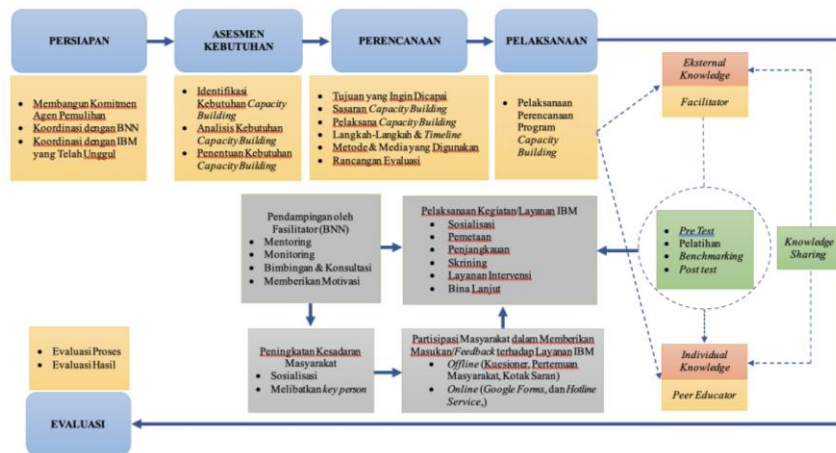 PERSIAPAN
ASESMEN
KEBUTUHAN
PERENCANAAN
PELAKSANAAN
• Membangun Komitmen
Agen Pemulihan
• Koordinasi dengan BNN
• Koordinasi dengan IBM
yang Telah Unggul
• Identifikasi
Kebutuhan Capacity
Building
• Analisis Kebutuhan
Capacity Building
• Penentuan Kebutuhan
Capacity Building
• Tujuan yang Ingin Dicapai
• Sasaran Capacity Building
• Pelaksana Capacity Building
• Langkah-Langkah & Timeline
• Metode & Media yang Digunakan
• Rancangan Evaluasi
• Pelaksanaan
Perencanaan
Program
Capacity
Building
Eksternal
Knowledge
Facilitator
• Pre Test
• Pelatihan
• Benchmarking
• Post test
Knowledge
Sharing
Individual
Knowledge
Peer Educator
Pendampingan oleh
Fasilitator (BNN)
• Mentoring
• Monitoring
• Bimbingan & Konsultasi
• Memberikan Motivasi
Pelaksanaan Kegiatan/Layanan IBM
• Sosialisasi
• Pemetaan
• Penjangkauan
• Skrining
• Layanan Intervensi
• Bina Lanjut
Peningkatan Kesadaran
Masyarakat
• Sosialisasi
• Melibatkan key person
Partisipasi Masyarakat dalam Memberikan
Masukan/Feedback terhadap Layanan IBM
• Offline (Kuesioner, Pertemuan
Masyarakat, Kotak Saran)
• Online (Google Forms, dan Hotline
Service,)
• Evaluasi Proses
• Evaluasi Hasil
EVALUASI